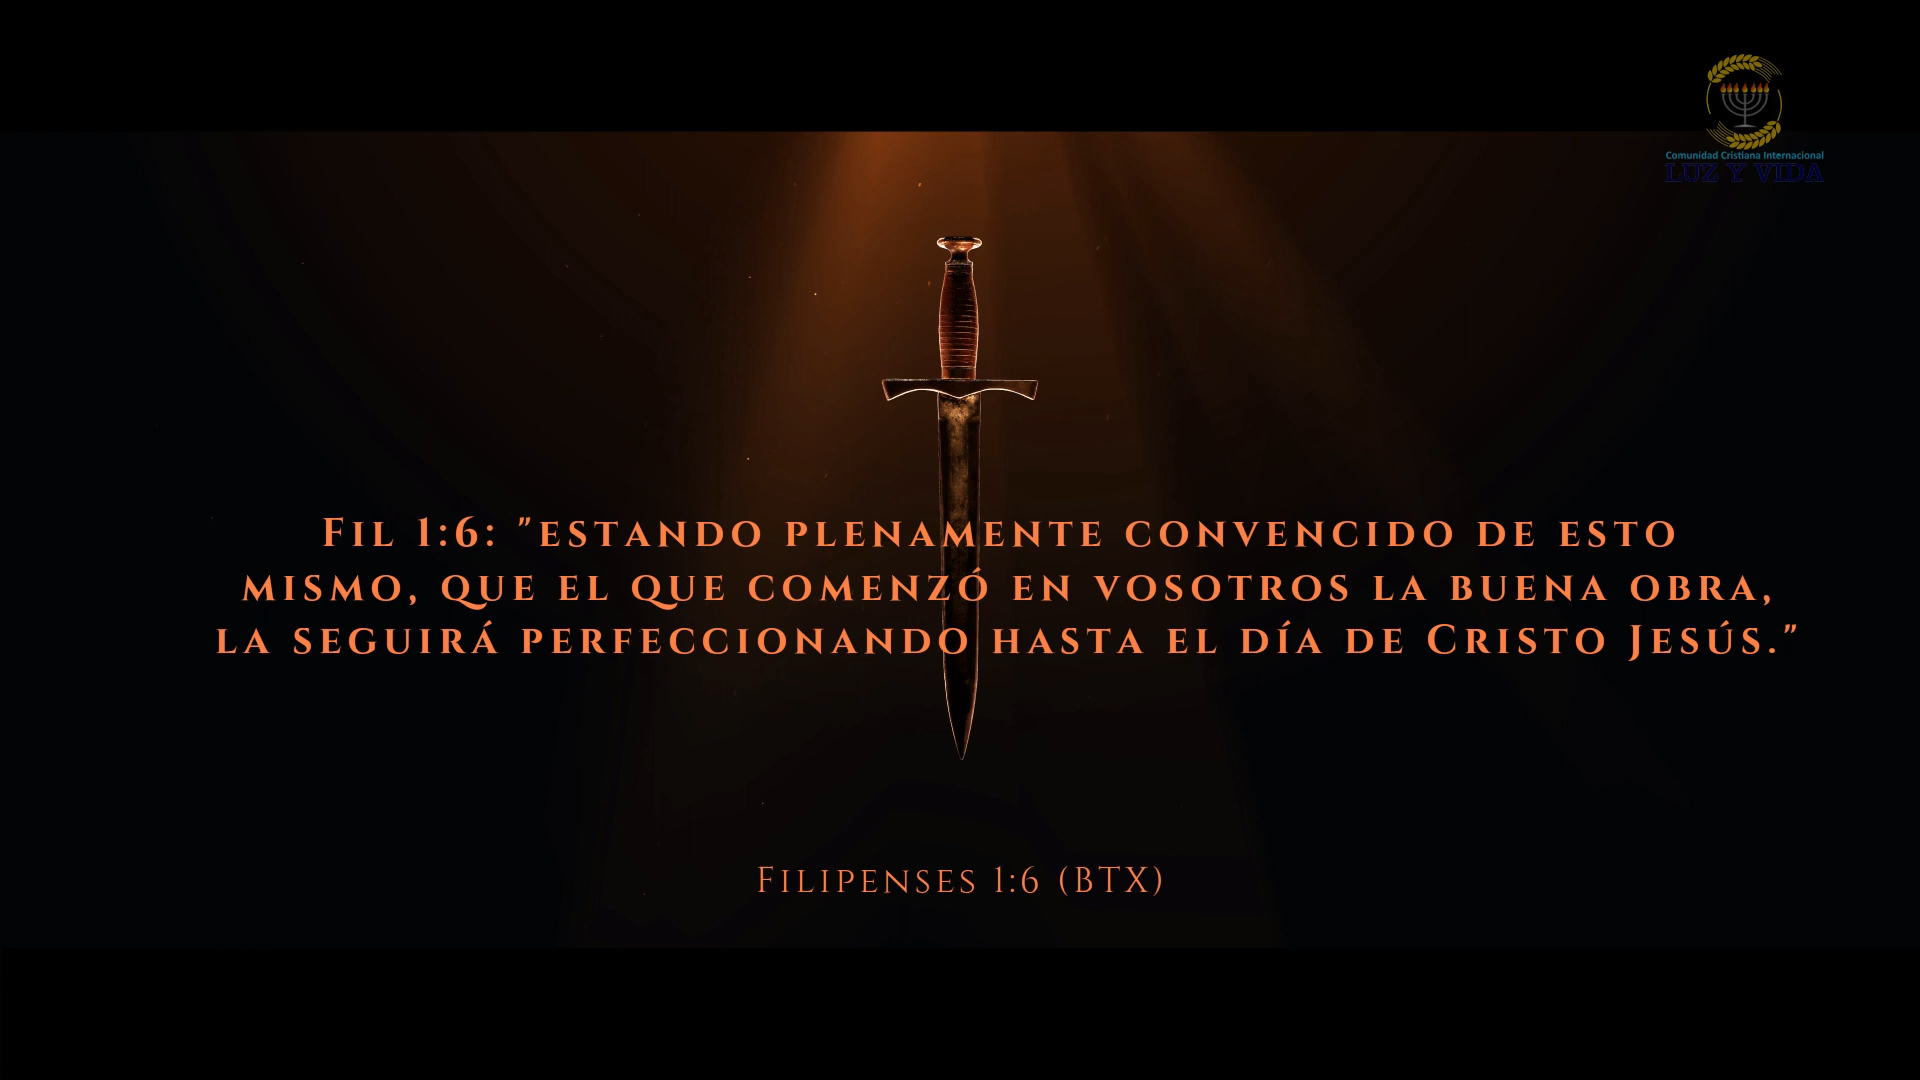 Comunidad Cristiana Internacional
LUZ Y VIDA
Fil 1:6: "estando plenamente convencido de esto
mismo, que el que comenzó en vosotros la buena obra,
la seguirá perfeccionando hasta el día de Cristo Jesús."
Filipenses 1:6 (BTX)